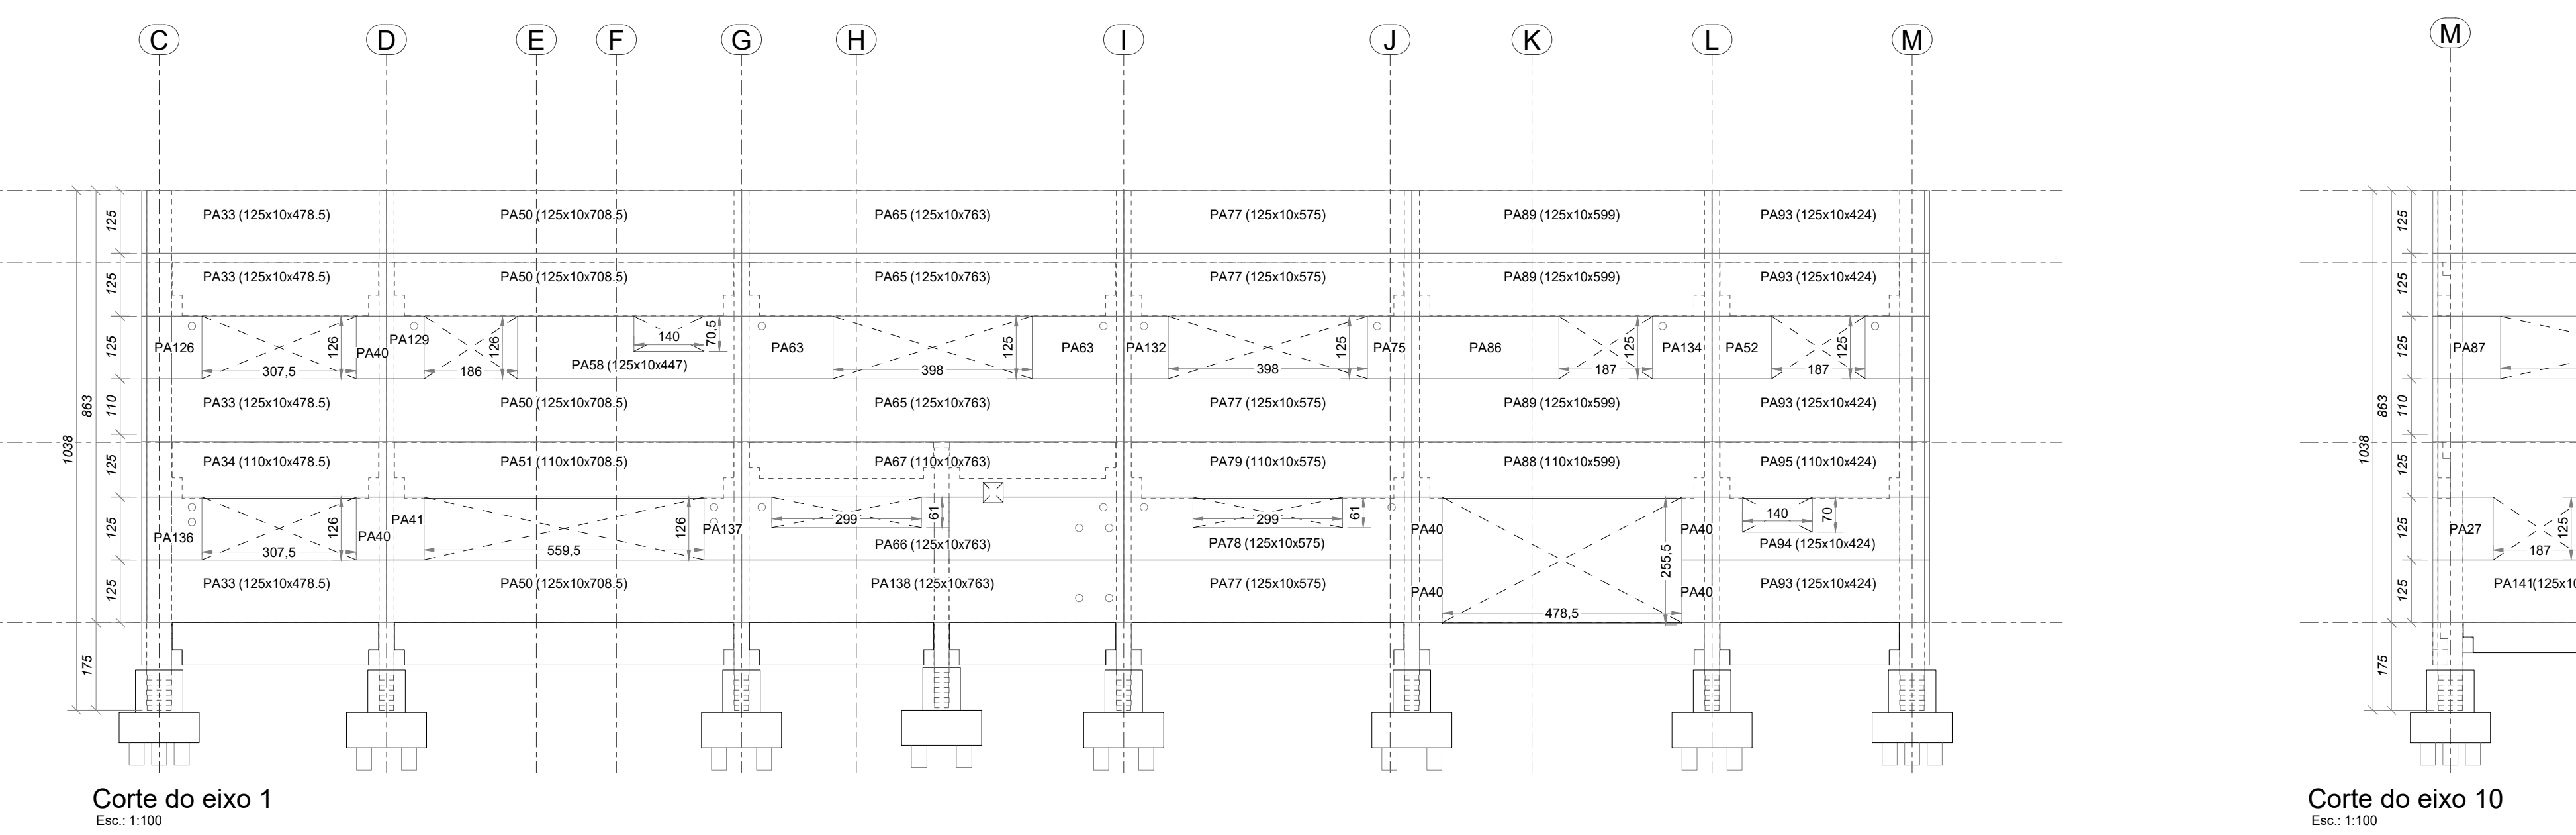 C D E F G H I J K L M M
PA33 (125x10x478.5) PA50 (125x10x708.5) PA65 (125x10x763) PA77 (125x10x575) PA89 (125x10x599) PA93 (125x10x424)
125 125
PA33 (125x10x478.5) PA50 (125x10x708.5) PA65 (125x10x763) PA77 (125x10x575) PA89 (125x10x599) PA93 (125x10x424)
125 125
140 70,5
125 PA126 126 PA40 PA129 126 PA63 125 PA63 PA132 125 PA75 PA86 125 PA134 PA52 125 125 PA87
307,5 186 PA58 (125x10x447) 398 398 187 187
863 110 PA33 (125x10x478.5) PA50 (125x10x708.5) PA65 (125x10x763) PA77 (125x10x575) PA89 (125x10x599) PA93 (125x10x424) 863 110
1038 1038
125 PA34 (110x10x478.5) PA51 (110x10x708.5) PA67 (110x10x763) PA79 (110x10x575) PA88 (110x10x599) PA95 (110x10x424) 125
PA41 299 61 299 61 140 70
125 PA136 126 PA40 126 PA137 PA40 PA40 125 PA27 125
307,5 559,5 PA66 (125x10x763) PA78 (125x10x575) 255,5 PA94 (125x10x424) 187
125 PA33 (125x10x478.5) PA50 (125x10x708.5) PA138 (125x10x763) PA77 (125x10x575) PA40 PA40 PA93 (125x10x424) 125 PA141(125x1
478,5
175 175
Corte do eixo 1 Corte do eixo 10
Esc.: 1:100 Esc.: 1:100